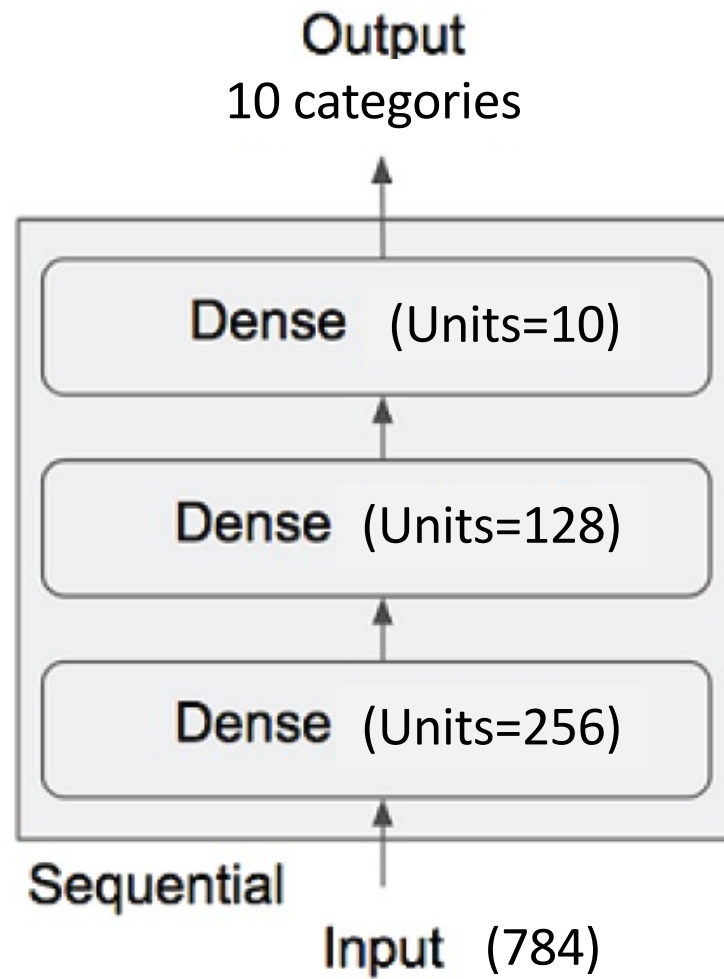 Output
10 categories
Dense (Units=10)
Dense (Units=128)
Dense (Units=256)
Sequential
Input (784)